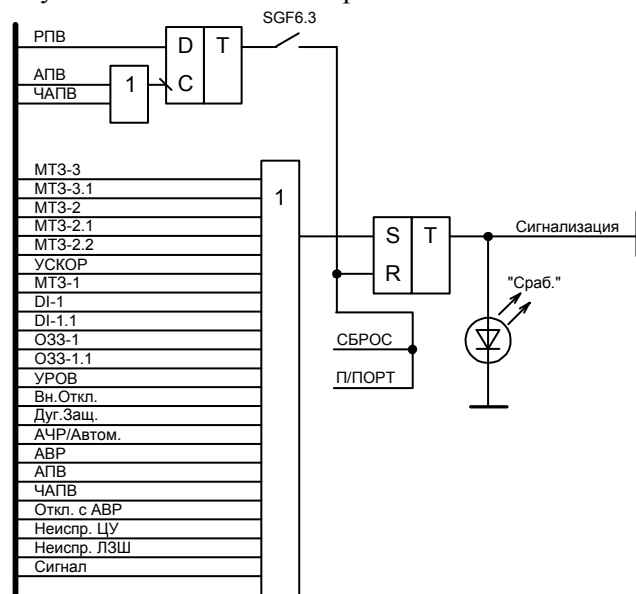 SGF6.3
РПВ
D T
АПВ
1
C
ЧАПВ
МТЗ-3
1
МТЗ-3.1
МТЗ-2
МТЗ-2.1
S T
Сигнализация
МТЗ-2.2
УСКОР
R
МТЗ-1
"Сраб."
DI-1
DI-1.1
ОЗЗ-1
СБРОС
ОЗЗ-1.1
УРОВ
П/ПОРТ
Вн.Откл.
Дуг.Защ.
АЧР/Автом.
АВР
АПВ
ЧАПВ
Откл. с АВР
Неиспр. ЦУ
Неиспр. ЛЗШ
Сигнал